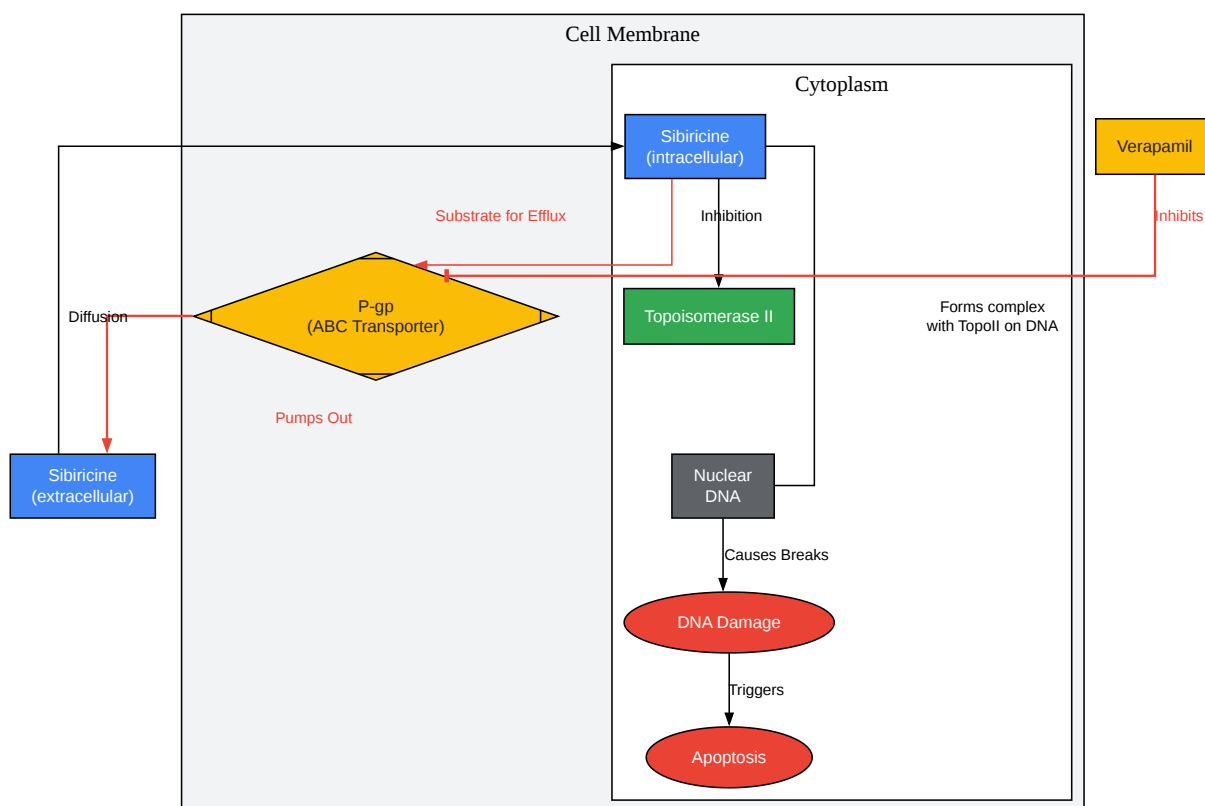 Cell Membrane
Cytoplasm
Sibiricine
(intracellular)
Verapamil
Substrate for Efflux
Inhibition
Inhibits
P-gp
(ABC Transporter)
Diffusion
Topoisomerase II
Forms complex
with TopoII on DNA
Pumps Out
Sibiricine
(extracellular)
Nuclear
DNA
Causes Breaks
DNA Damage
Triggers
Apoptosis